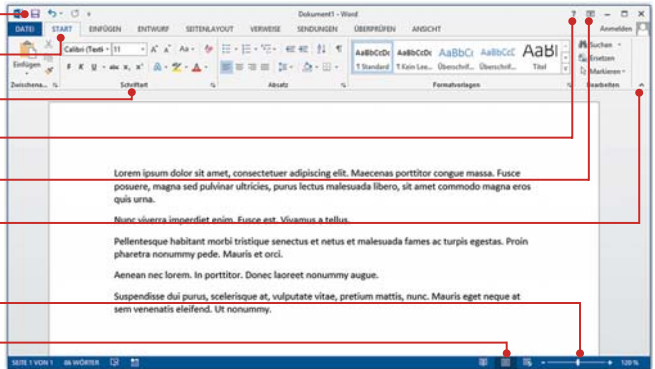 Dokument1 - Word
?
DATEI START EINFÜGEN ENTWURF SEITENLAYOUT VERWEISE SENDUNGEN ÜBERPRÜFEN ANSICHT Anmelden
Calibri (Textk 11 A A Aa
Einfügen
F K U abc x, x² A
AaBbCcDc AaBbCcDc AaBbCc AaBbCcC AaBl
¶ Standard ¶ Kein Lee... Überschrif... Überschrif... Titel
Suchen
Ersetzen
Markieren
Zwischena... Schriftart Absatz Formatvorlagen Bearbeiten
Lorem ipsum dolor sit amet, consectetuer adipiscing elit. Maecenas porttitor congue massa. Fusce
posuere, magna sed pulvinar ultricies, purus lectus malesuada libero, sit amet commodo magna eros
quis urna.
Nunc viverra imperdiet enim. Fusce est. Vivamus a tellus.
Pellentesque habitant morbi tristique senectus et netus et malesuada fames ac turpis egestas. Proin
pharetra nonummy pede. Mauris et orci.
Aenean nec lorem. In porttitor. Donec laoreet nonummy augue.
Suspendisse dui purus, scelerisque at, vulputate vitae, pretium mattis, nunc. Mauris eget neque at
sem venenatis eleifend. Ut nonummy.
SEITE 1 VON 1 86 WÖRTER 120 %